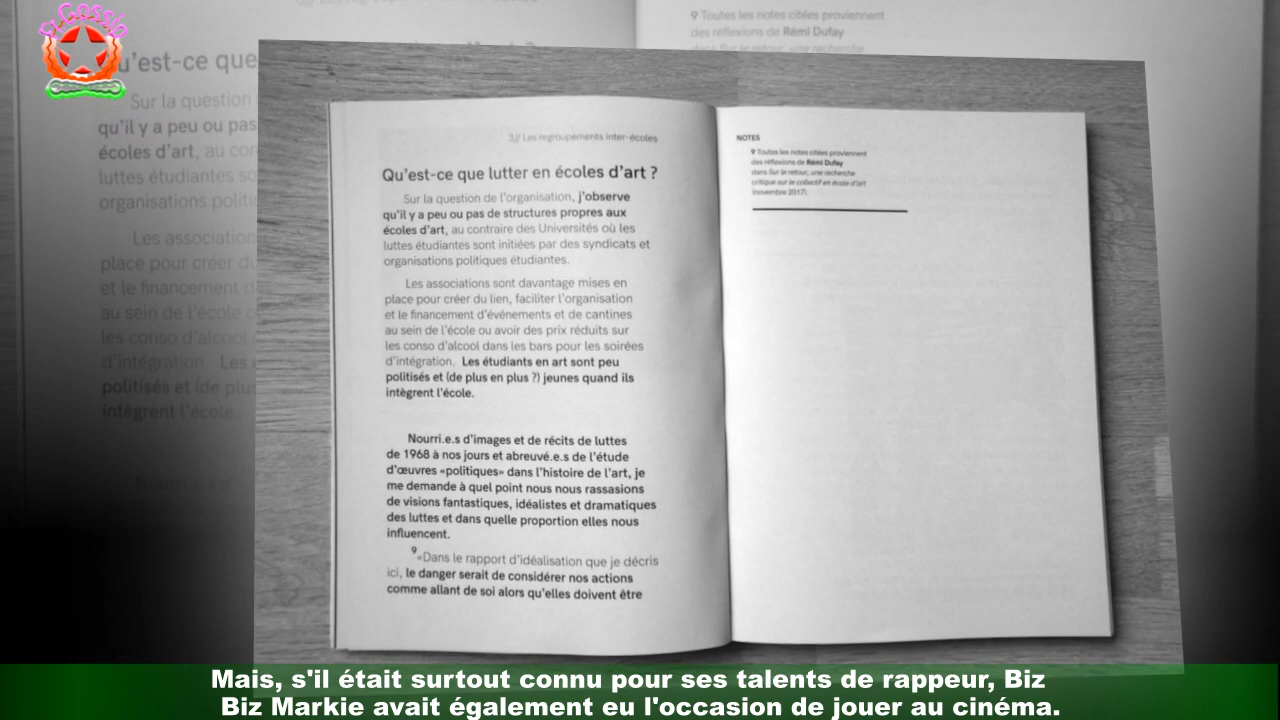 St Gossip
3// Les regroupements inter-écoles
Qu'est-ce que lutter en écoles d'art ?
Sur la question de l'organisation, j'observe
qu'il y a peu ou pas de structures propres aux
écoles d'art, au contraire des Universités où les
luttes étudiantes sont initiées par des syndicats et
organisations politiques étudiantes.
Les associations sont davantage mises en
place pour créer du lien, faciliter l'organisation
et le financement d'événements et de cantines
au sein de l'école ou avoir des prix réduits sur
les conso d'alcool dans les bars pour les soirées
d'intégration. Les étudiants en art sont peu
politisés et (de plus en plus ?) jeunes quand ils
intègrent l'école.
Nourri.e.s d'images et de récits de luttes
de 1968 à nos jours et abreuvé.e.s de l'étude
d'œuvres «politiques» dans l'histoire de l'art, je
me demande à quel point nous nous rassasions
de visions fantastiques, idéalistes et dramatiques
des luttes et dans quelle proportion elles nous
influencent.
9 «Dans le rapport d'idéalisation que je décris
ici, le danger serait de considérer nos actions
comme allant de soi alors qu'elles doivent être
NOTES
9 Toutes les notes citées proviennent
des réflexions de Rémi Dufay
dans Sur le retour, une recherche
critique sur le collectif en école d'art
(novembre 2017).
Mais, s'il était surtout connu pour ses talents de rappeur, Biz
Biz Markie avait également eu l'occasion de jouer au cinéma.